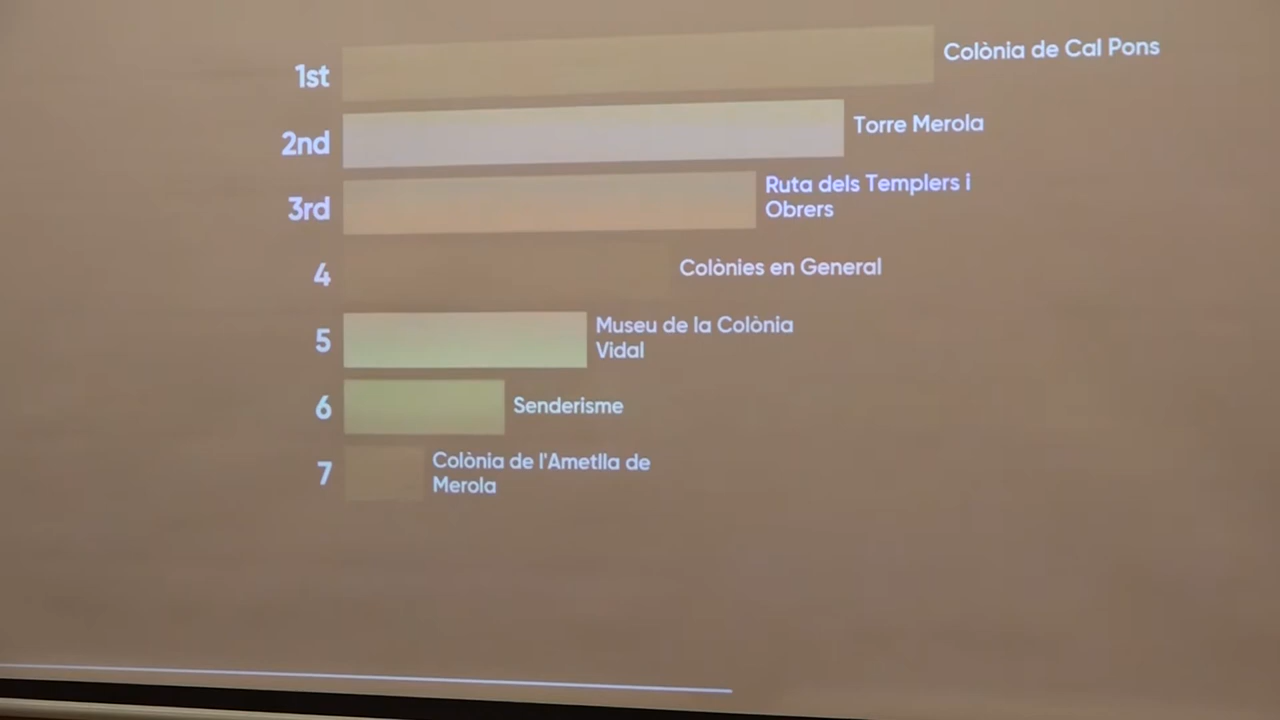 1st
Colònia de Cal Pons
2nd
Torre Merola
3rd
Ruta dels Templers i
Obrers
4
Colònies en General
5
Museu de la Colònia
Vidal
6
Senderisme
7
Colònia de l'Ametlla de
Merola